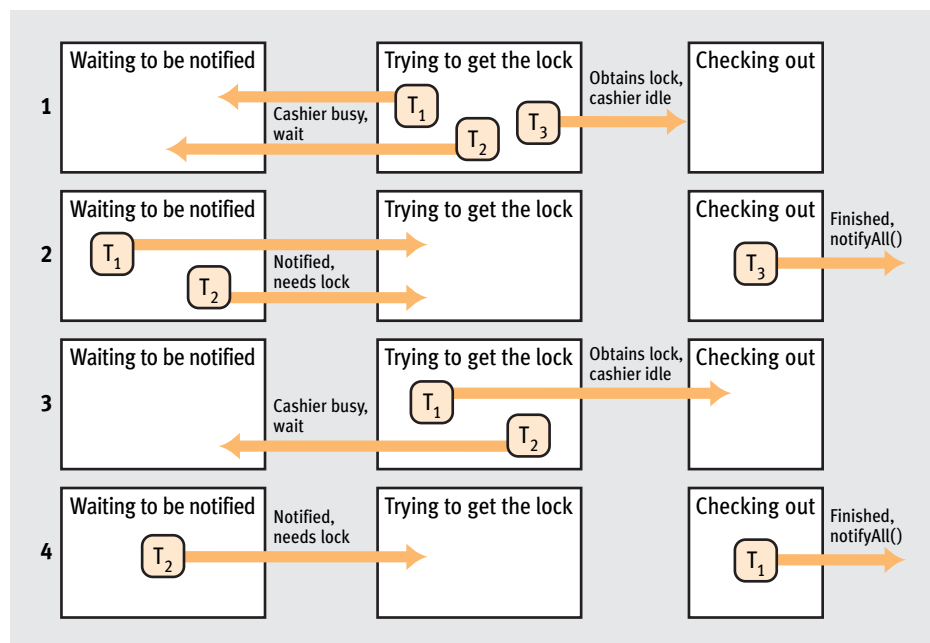 Waiting to be notified
Trying to get the lock
Checking out
Obtains lock,
cashier idle
1
T1
T2
T3
Cashier busy,
wait
Waiting to be notified
Trying to get the lock
Checking out
Finished,
notifyAll()
2
T1
T2
Notified,
needs lock
T3
Waiting to be notified
Trying to get the lock
Obtains lock,
cashier idle
Checking out
3
Cashier busy,
wait
T1
T2
Waiting to be notified
Notified,
needs lock
Trying to get the lock
Checking out
Finished,
notifyAll()
4
T2
T1